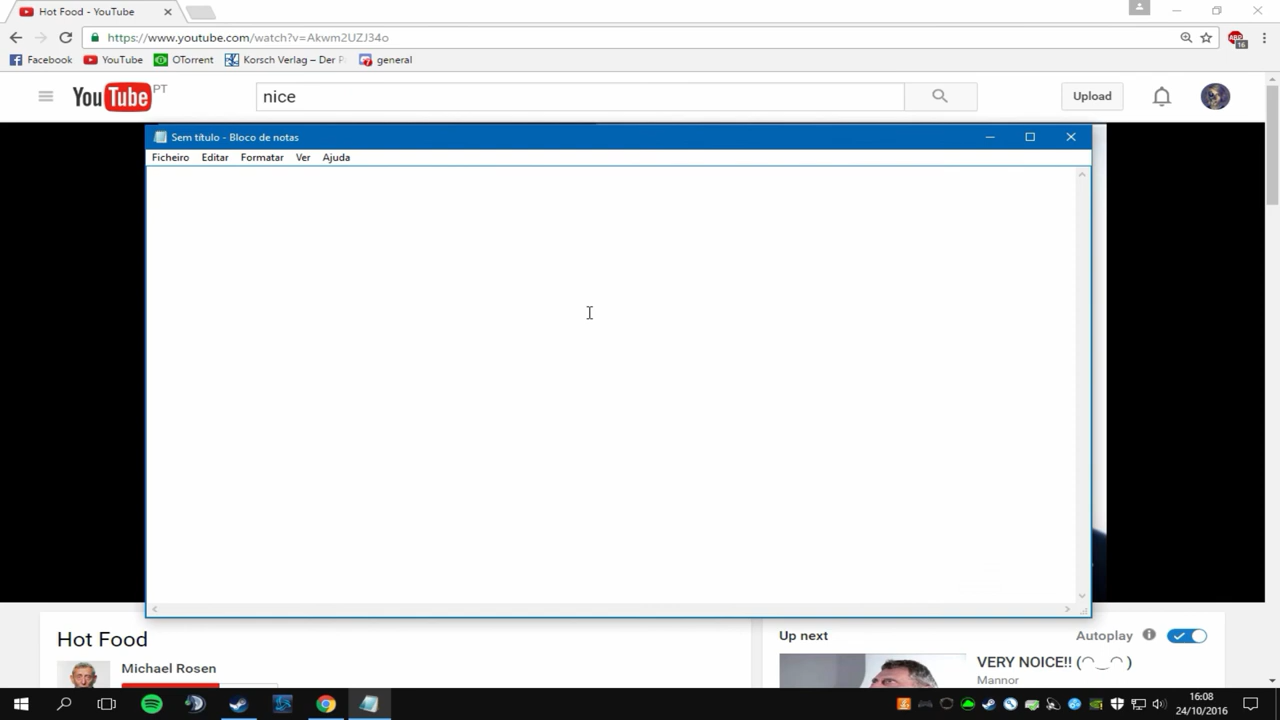 Hot Food - YouTube
https://www.youtube.com/watch?v=Akwm2UZJ34o
Facebook YouTube OTorrent Korsch Verlag – Der general
YouTube PT
nice
Upload
Sem título - Bloco de notas
Ficheiro Editar Formatar Ver Ajuda
Hot Food
Michael Rosen
Up next
Autoplay
VERY NOICE!! (◠‿◠)
Mannor
16:08
24/10/2016